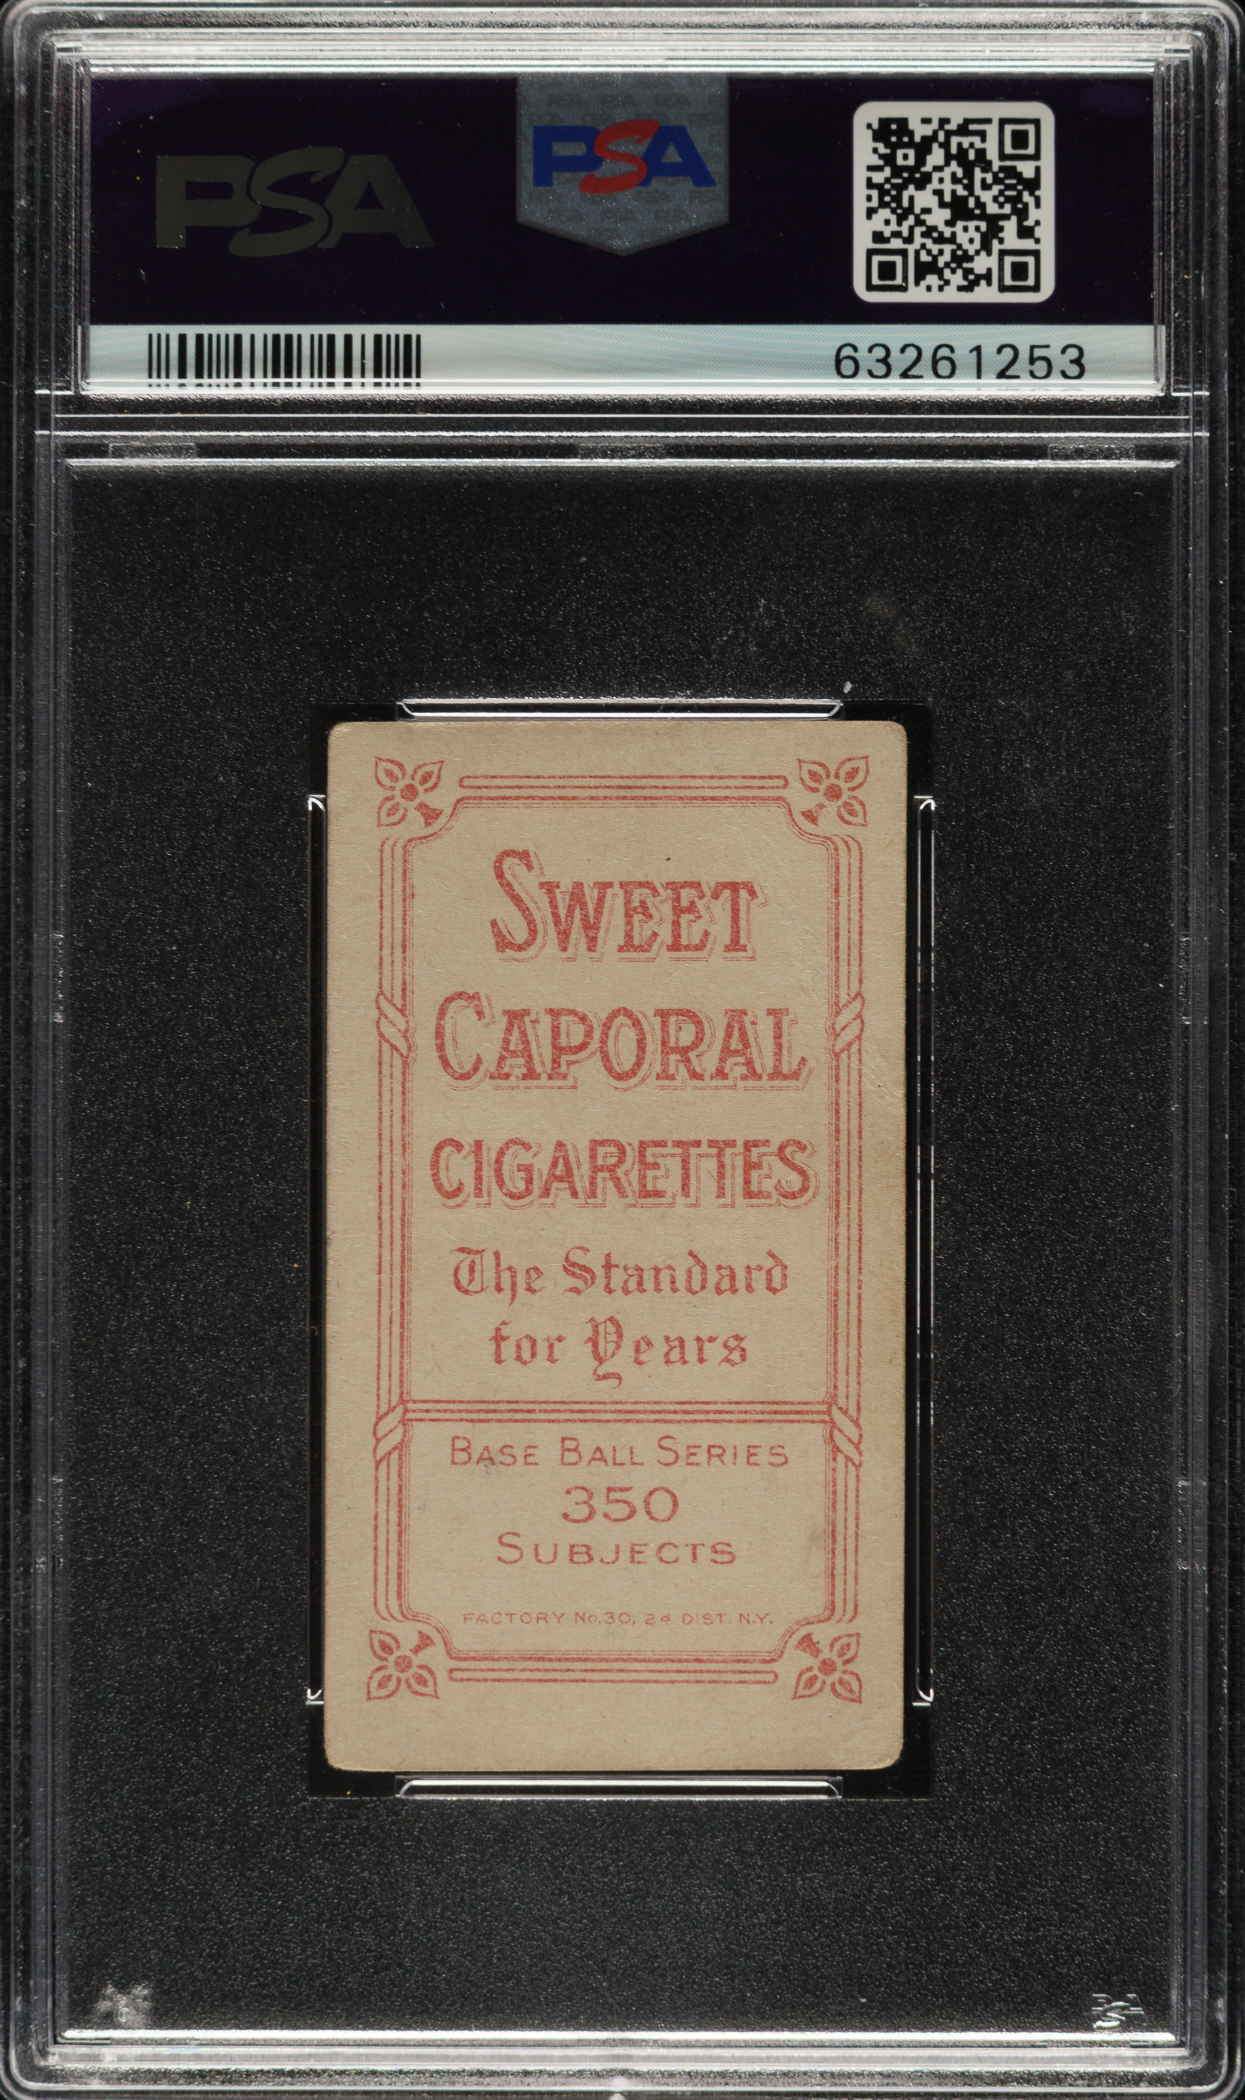 PSA
PSA
63261253
SWEET
CAPORAL
CIGARETTES
The Standard
for Years
BASE BALL SERIES
350
SUBJECTS
FACTORY No. 30, 2d DIST. N.Y.
PSA